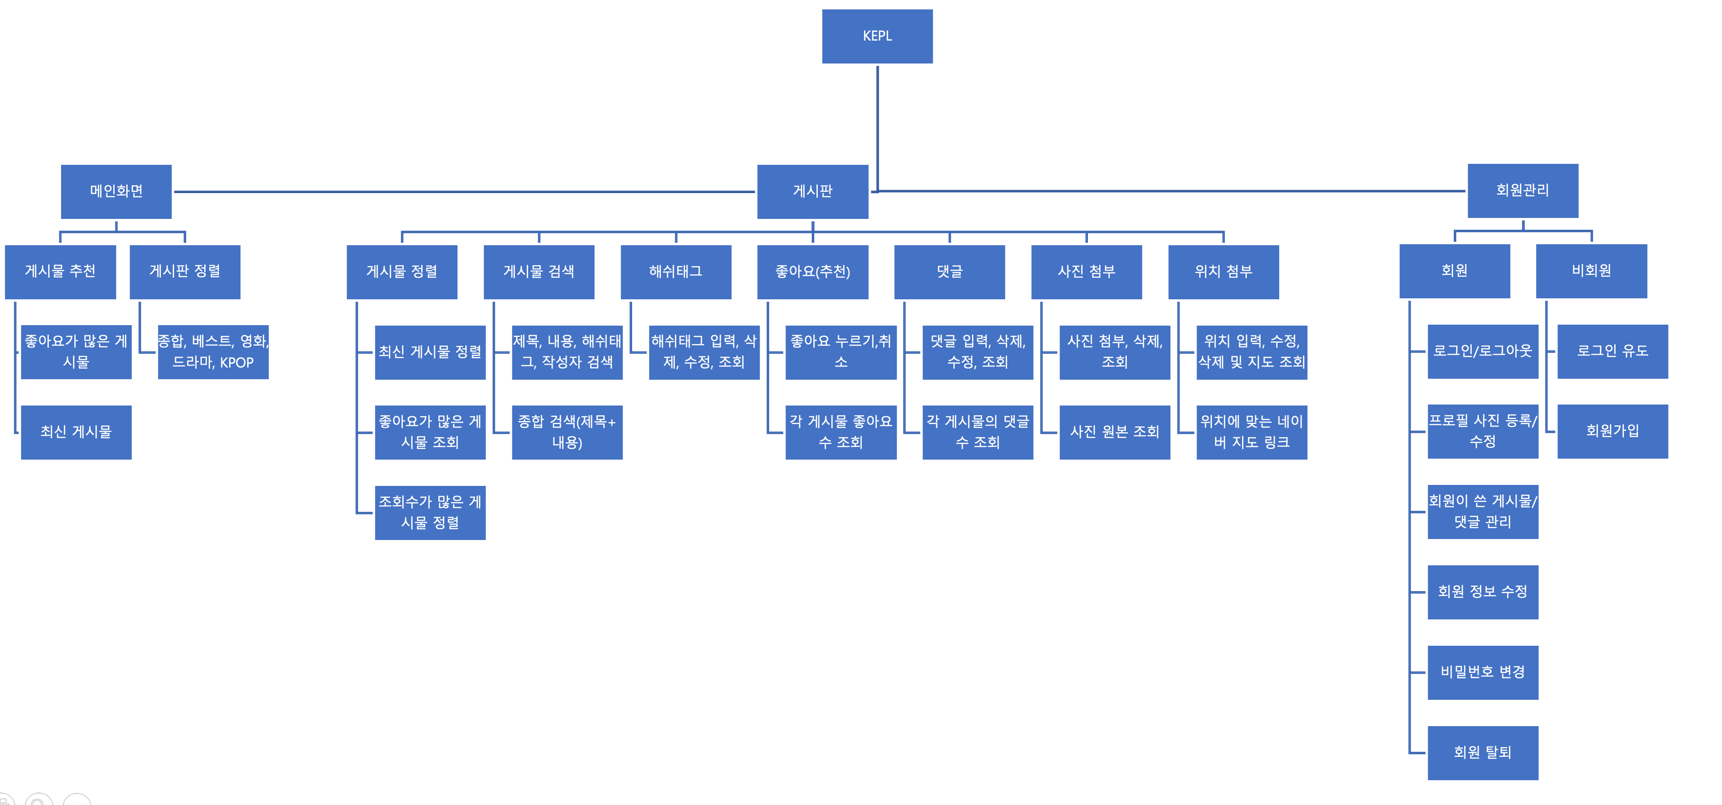 KEPL
메인화면
게시판
회원관리
게시물 추천
게시판 정렬
게시물 정렬
게시물 검색
해쉬태그
좋아요(추천)
댓글
사진 첨부
위치 첨부
회원
비회원
좋아요가 많은 게
시물
최신 게시물
종합, 베스트, 영화,
드라마, KPOP
최신 게시물 정렬
좋아요가 많은 게
시물 조회
조회수가 많은 게
시물 정렬
제목, 내용, 해쉬태
그, 작성자 검색
종합 검색(제목+
내용)
해쉬태그 입력, 삭
제, 수정, 조회
좋아요 누르기,취
소
각 게시물 좋아요
수 조회
댓글 입력, 삭제,
수정, 조회
각 게시물의 댓글
수 조회
사진 첨부, 삭제,
조회
사진 원본 조회
위치 입력, 수정,
삭제 및 지도 조회
위치에 맞는 네이
버 지도 링크
로그인/로그아웃
프로필 사진 등록/
수정
회원이 쓴 게시물/
댓글 관리
회원 정보 수정
비밀번호 변경
회원 탈퇴
로그인 유도
회원가입